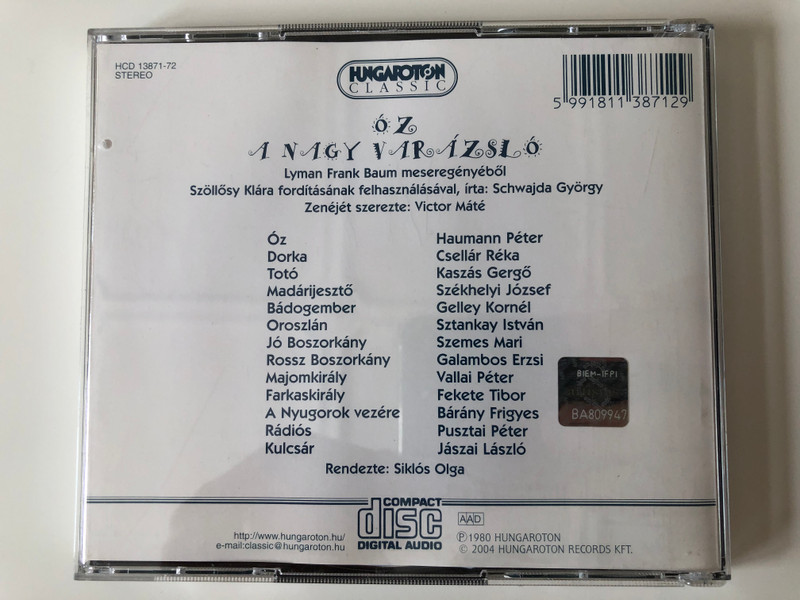 HCD 13871-72
STEREO
HUNGAROTON
CLASSIC
5 991811 387129
ÓZ
A NAGY VARÁZSLÓ
Lyman Frank Baum meseregényéből
Szöllősy Klára fordításának felhasználásával, írta: Schwajda György
Zenéjét szerezte: Victor Máté
Óz Haumann Péter
Dorka Csellár Réka
Totó Kaszás Gergő
Madárijesztő Székhelyi József
Bádogember Gelley Kornél
Oroszlán Sztankay István
Jó Boszorkány Szemes Mari
Rossz Boszorkány Galambos Erzsi
Majomkirály Vallai Péter
Farkaskirály Fekete Tibor
A Nyugorok vezére Bárány Frigyes
Rádiós Pusztai Péter
Kulcsár Jászai László
BIEM-IFPI
BA809947
Rendezte: Siklós Olga
http://www.hungaroton.hu/
e-mail:classic@hungaroton.hu
COMPACT
disc
DIGITAL AUDIO
AAD
Ⓟ1980 HUNGAROTON
© 2004 HUNGAROTON RECORDS KFT.